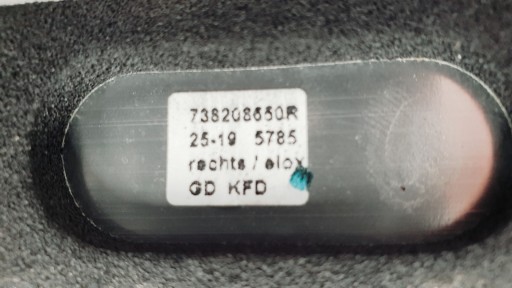 738208650R
25-19 5785
rechts / elox
GD KFD